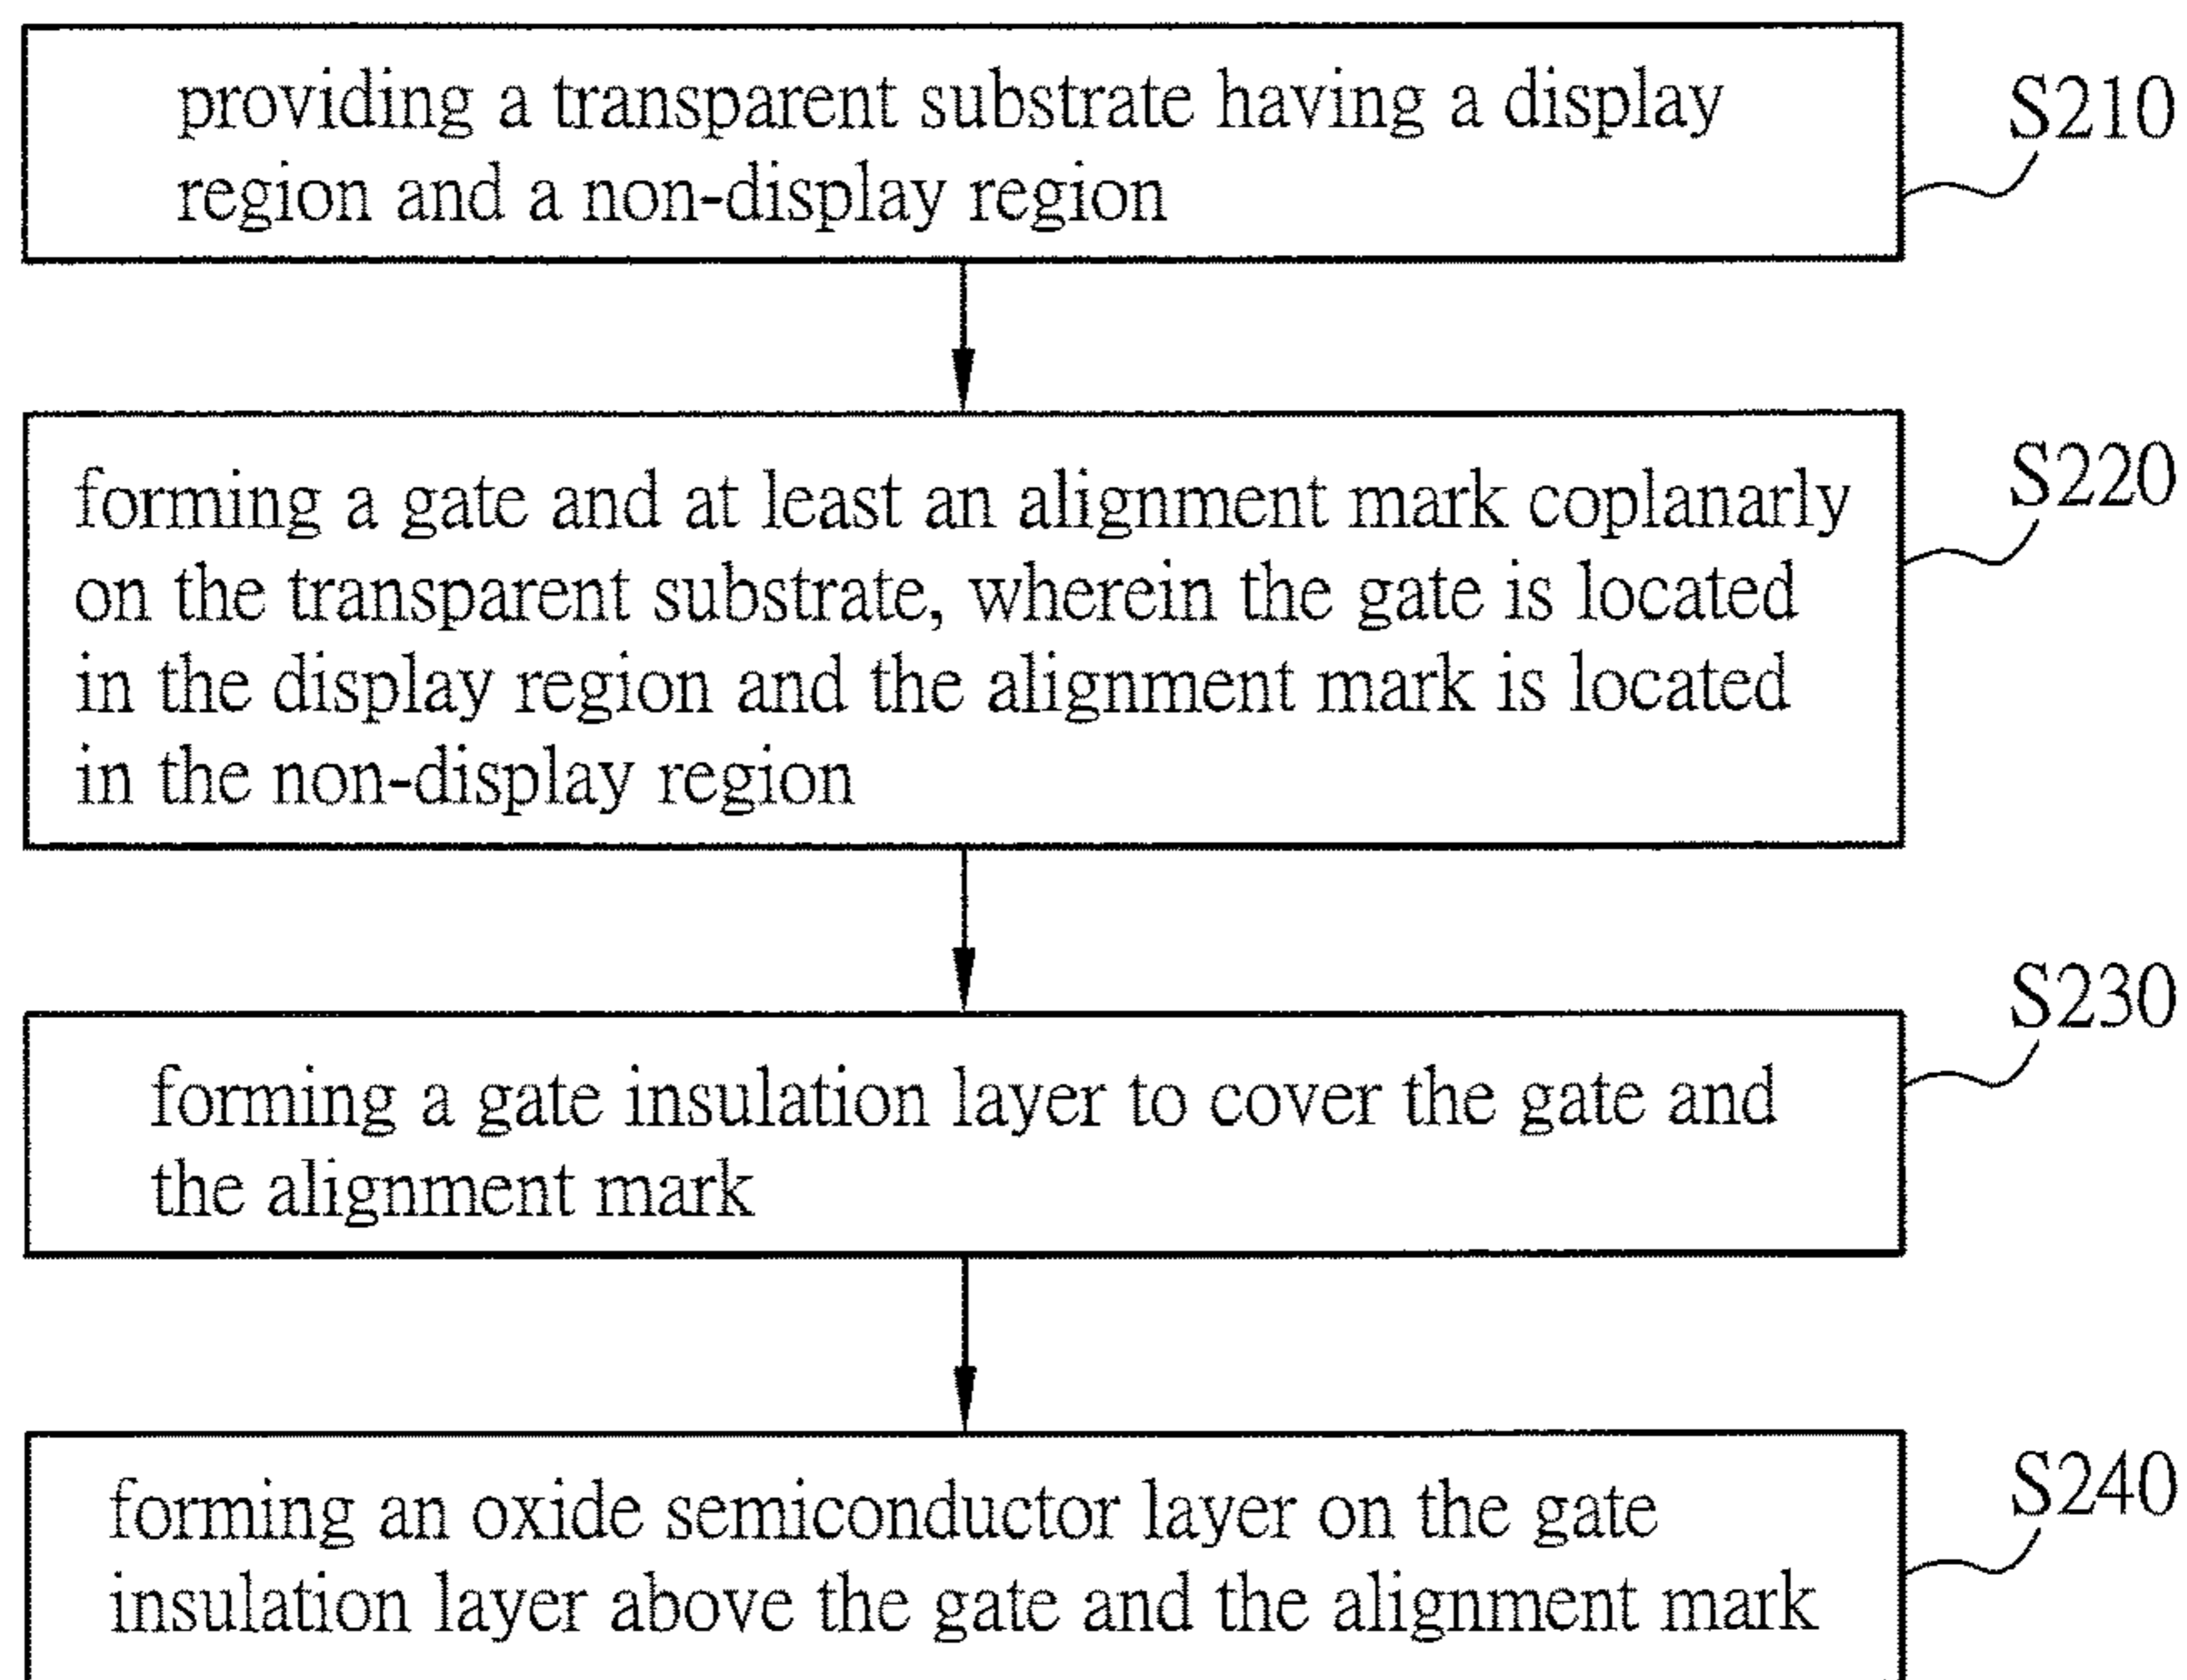 providing a transparent substrate having a display
region and a non-display region
S210
forming a gate and at least an alignment mark coplanarly
on the transparent substrate, wherein the gate is located
in the display region and the alignment mark is located
in the non-display region
S220
forming a gate insulation layer to cover the gate and
the alignment mark
S230
forming an oxide semiconductor layer on the gate
insulation layer above the gate and the alignment mark
S240